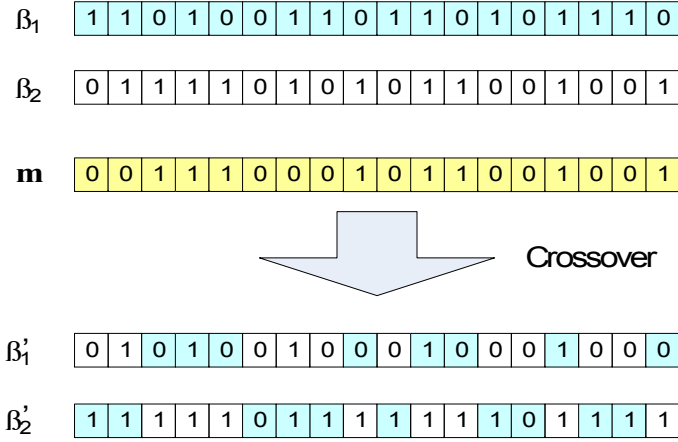 ß₁ 1 1 0 1 0 0 1 1 0 1 1 0 1 0 1 1 1 0
ß₂ 0 1 1 1 1 0 1 0 1 0 1 1 0 0 1 0 0 1
m 0 0 1 1 1 0 0 0 1 0 1 1 0 0 1 0 0 1
Crossover
ß₁' 0 1 0 1 0 0 1 0 0 0 1 0 0 0 1 0 0 0
ß₂' 1 1 1 1 1 0 1 1 1 1 1 1 1 0 1 1 1 1